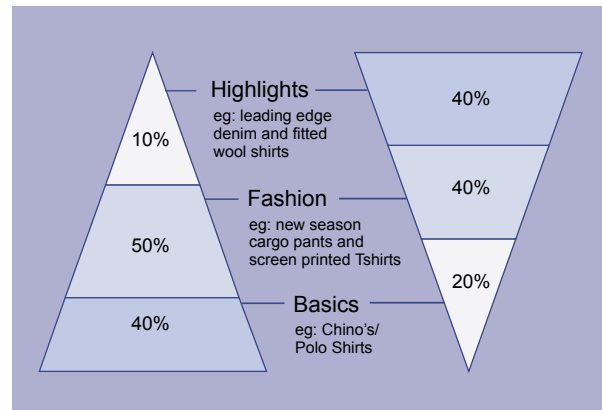 Highlights
eg: leading edge
denim and fitted
wool shirts
10%
40%
Fashion
eg: new season
cargo pants and
screen printed Tshirts
50%
40%
Basics
eg: Chino's/
Polo Shirts
40%
20%